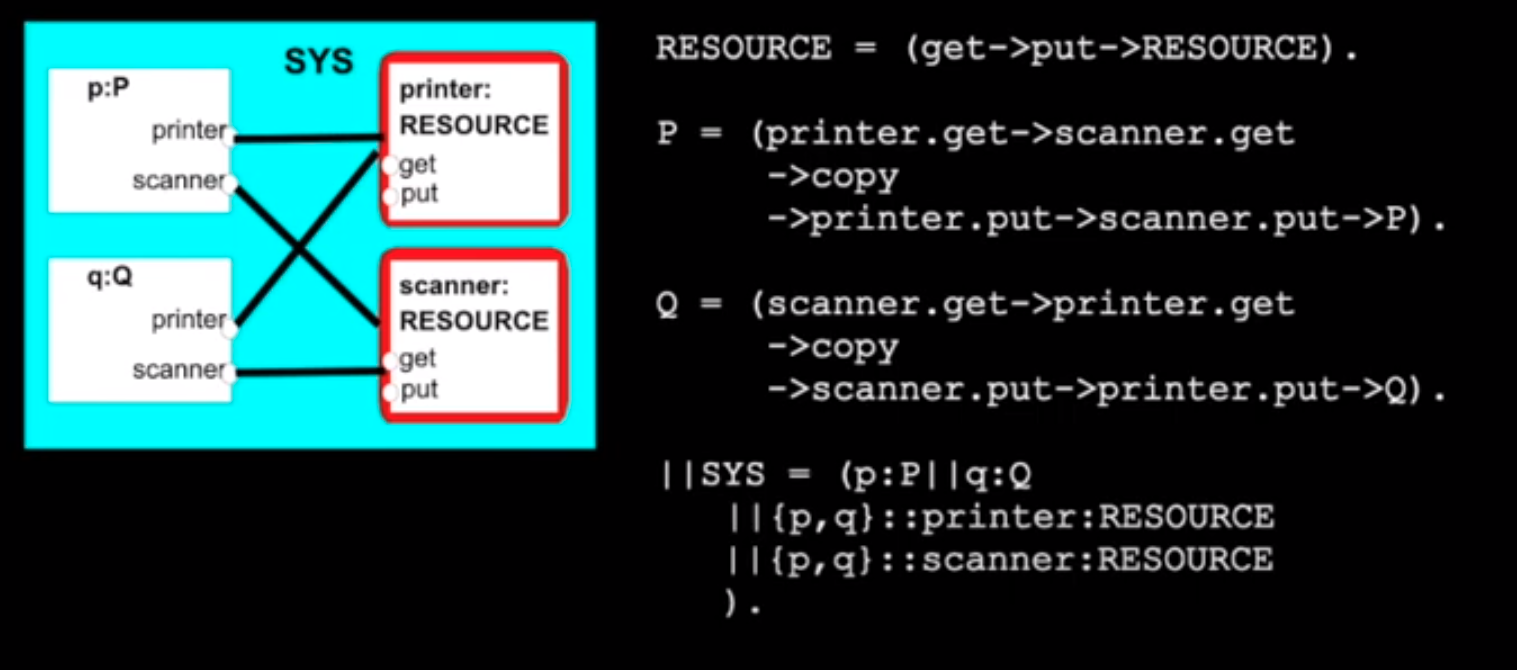 SYS
p:P
printer
scanner
q:Q
printer
scanner
printer:
RESOURCE
get
put
scanner:
RESOURCE
get
put
RESOURCE = (get->put->RESOURCE).
P = (printer.get->scanner.get
->copy
->printer.put->scanner.put->P).
Q = (scanner.get->printer.get
->copy
->scanner.put->printer.put->Q).
||SYS = (p:P||q:Q
||{p,q}::printer:RESOURCE
||{p,q}::scanner:RESOURCE
).